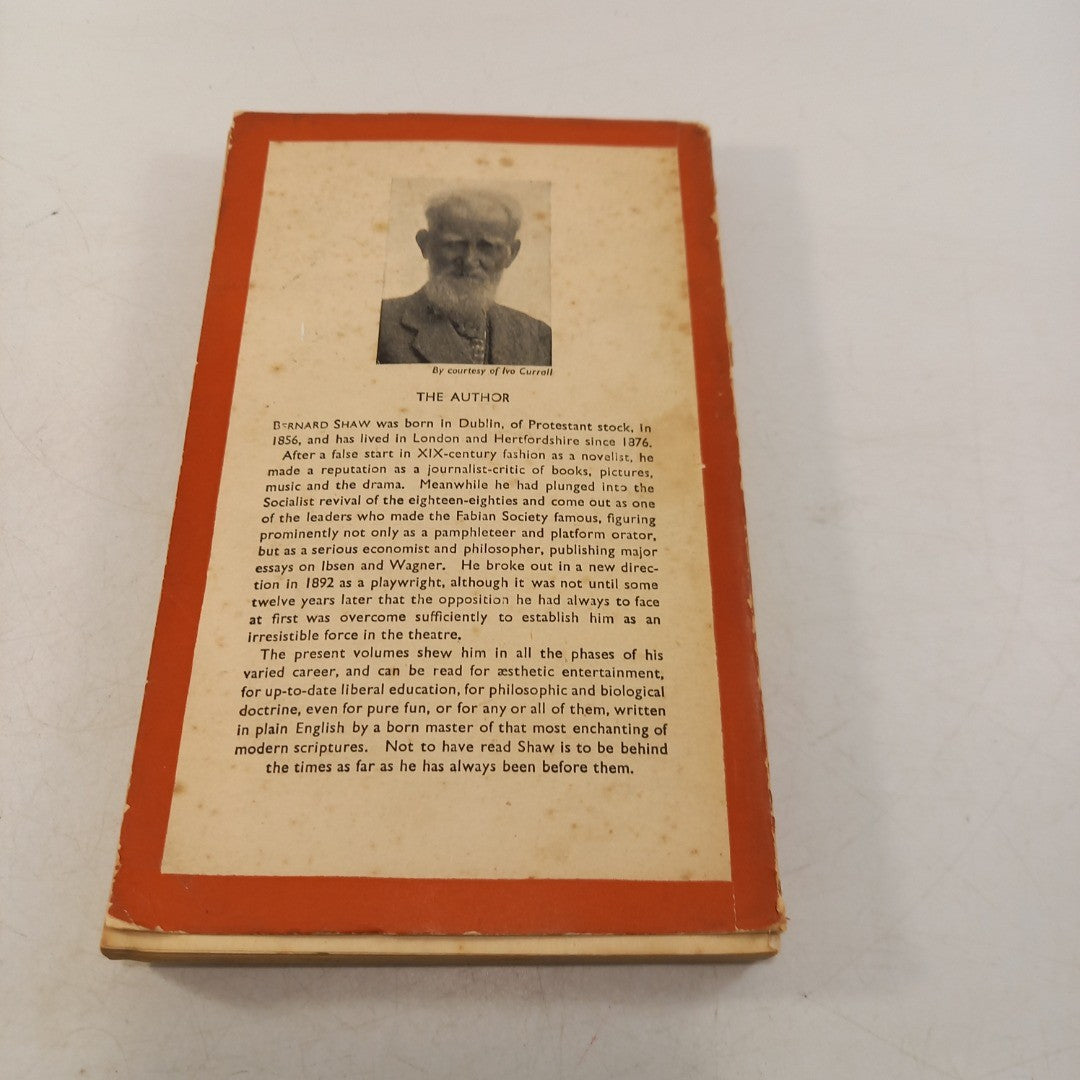 By courtesy of Ivo Currall
THE AUTHOR
BERNARD SHAW was born in Dublin, of Protestant stock, in
1856, and has lived in London and Hertfordshire since 1876.
After a false start in XIX-century fashion as a novelist, he
made a reputation as a journalist-critic of books, pictures,
music and the drama. Meanwhile he had plunged into the
Socialist revival of the eighteen-eighties and come out as one
of the leaders who made the Fabian Society famous, figuring
prominently not only as a pamphleteer and platform orator,
but as a serious economist and philosopher, publishing major
essays on Ibsen and Wagner. He broke out in a new direc-
tion in 1892 as a playwright, although it was not until some
twelve years later that the opposition he had always to face
at first was overcome sufficiently to establish him as an
irresistible force in the theatre.
The present volumes shew him in all the phases of his
varied career, and can be read for æsthetic entertainment,
for up-to-date liberal education, for philosophic and biological
doctrine, even for pure fun, or for any or all of them, written
in plain English by a born master of that most enchanting of
modern scriptures. Not to have read Shaw is to be behind
the times as far as he has always been before them.